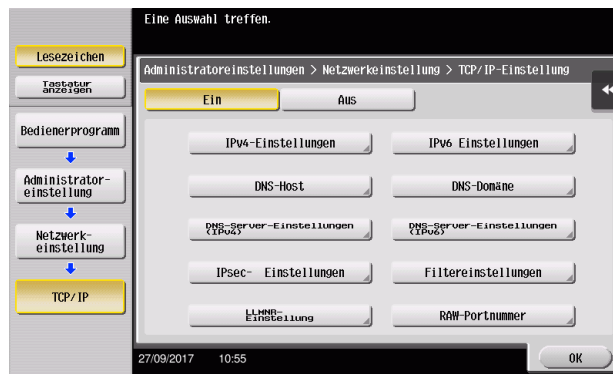 Eine Auswahl treffen.
Lesezeichen
Tastatur
anzeigen
Administratoreinstellungen > Netzwerkeinstellung > TCP/IP-Einstellung
Ein
Aus
Bedienerprogramm
Administrator-
einstellung
Netzwerk-
einstellung
TCP/IP
IPv4-Einstellungen
IPv6 Einstellungen
DNS-Host
DNS-Domäne
DNS-Server-Einstellungen
(IPv4)
DNS-Server-Einstellungen
(IPv6)
IPsec- Einstellungen
Filtereinstellungen
LLMNR-
Einstellung
RAW-Portnummer
27/09/2017 10:55
OK